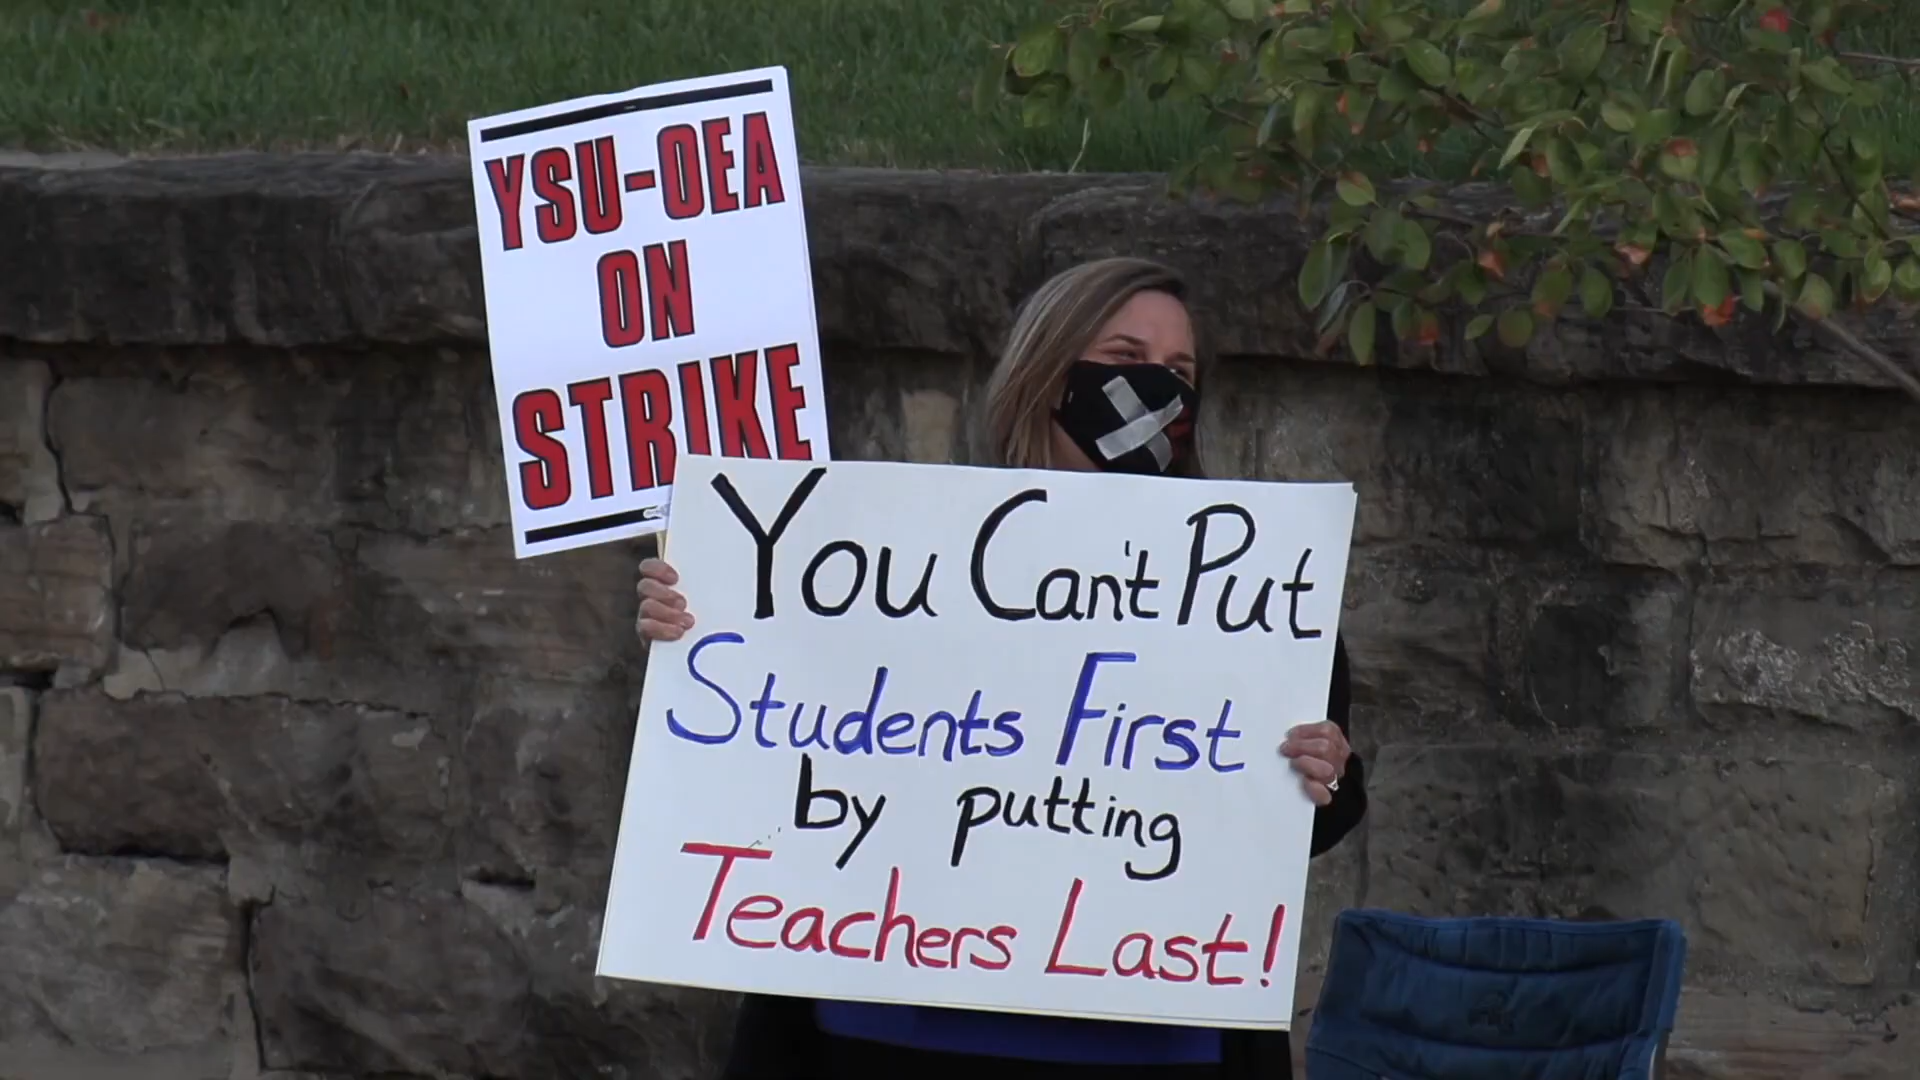 YSU-OEA
ON
STRIKE
You Can't Put
Students First
by putting
Teachers Last!